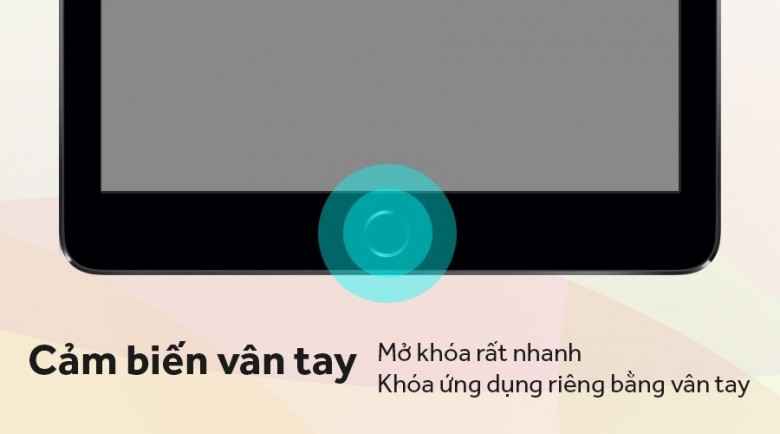 Cảm biến vân tay
Mở khóa rất nhanh
Khóa ứng dụng riêng bằng vân tay